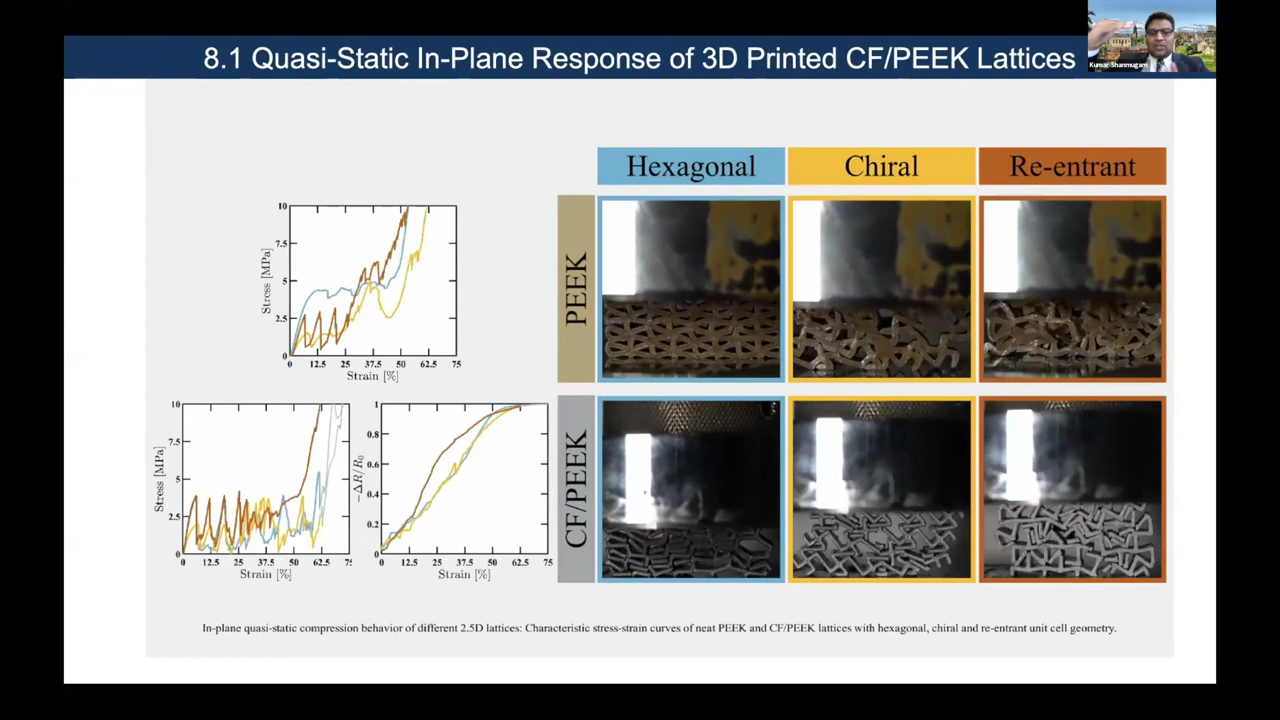 8.1 Quasi-Static In-Plane Response of 3D Printed CF/PEEK Lattices
Kumar Shanmugam
Hexagonal
Chiral
Re-entrant
PEEK
CF/PEEK
10
7.5
5
2.5
0
Stress [MPa]
0 12.5 25 37.5 50 62.5 75
Strain [%]
10
7.5
5
2.5
0
Stress [MPa]
0 12.5 25 37.5 50 62.5 75
Strain [%]
1
0.8
0.6
0.4
0.2
0
−ΔR/R0
0 12.5 25 37.5 50 62.5 75
Strain [%]
In-plane quasi-static compression behavior of different 2.5D lattices: Characteristic stress-strain curves of neat PEEK and CF/PEEK lattices with hexagonal, chiral and re-entrant unit cell geometry.